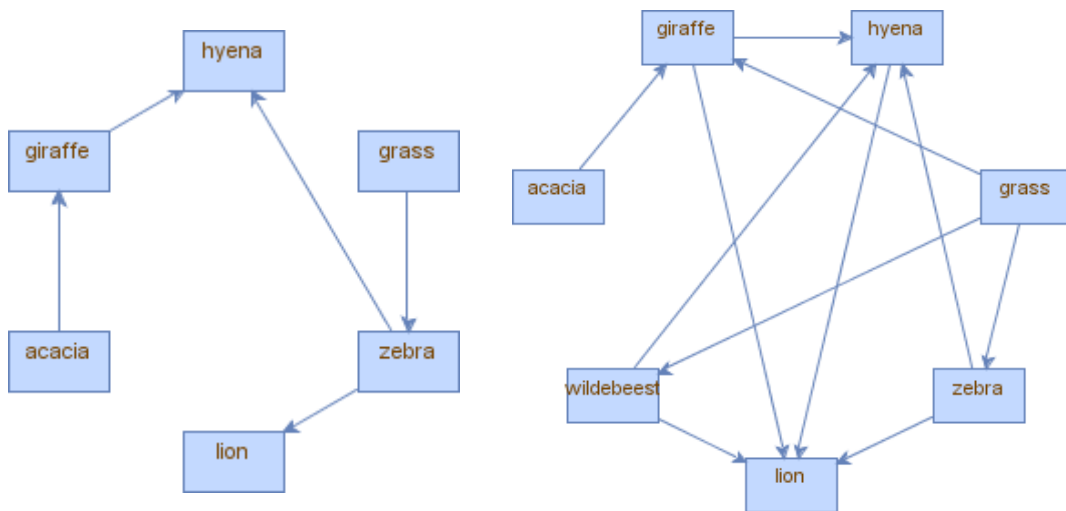 hyena
giraffe
grass
acacia
zebra
lion
giraffe
hyena
acacia
grass
wildebeest
zebra
lion